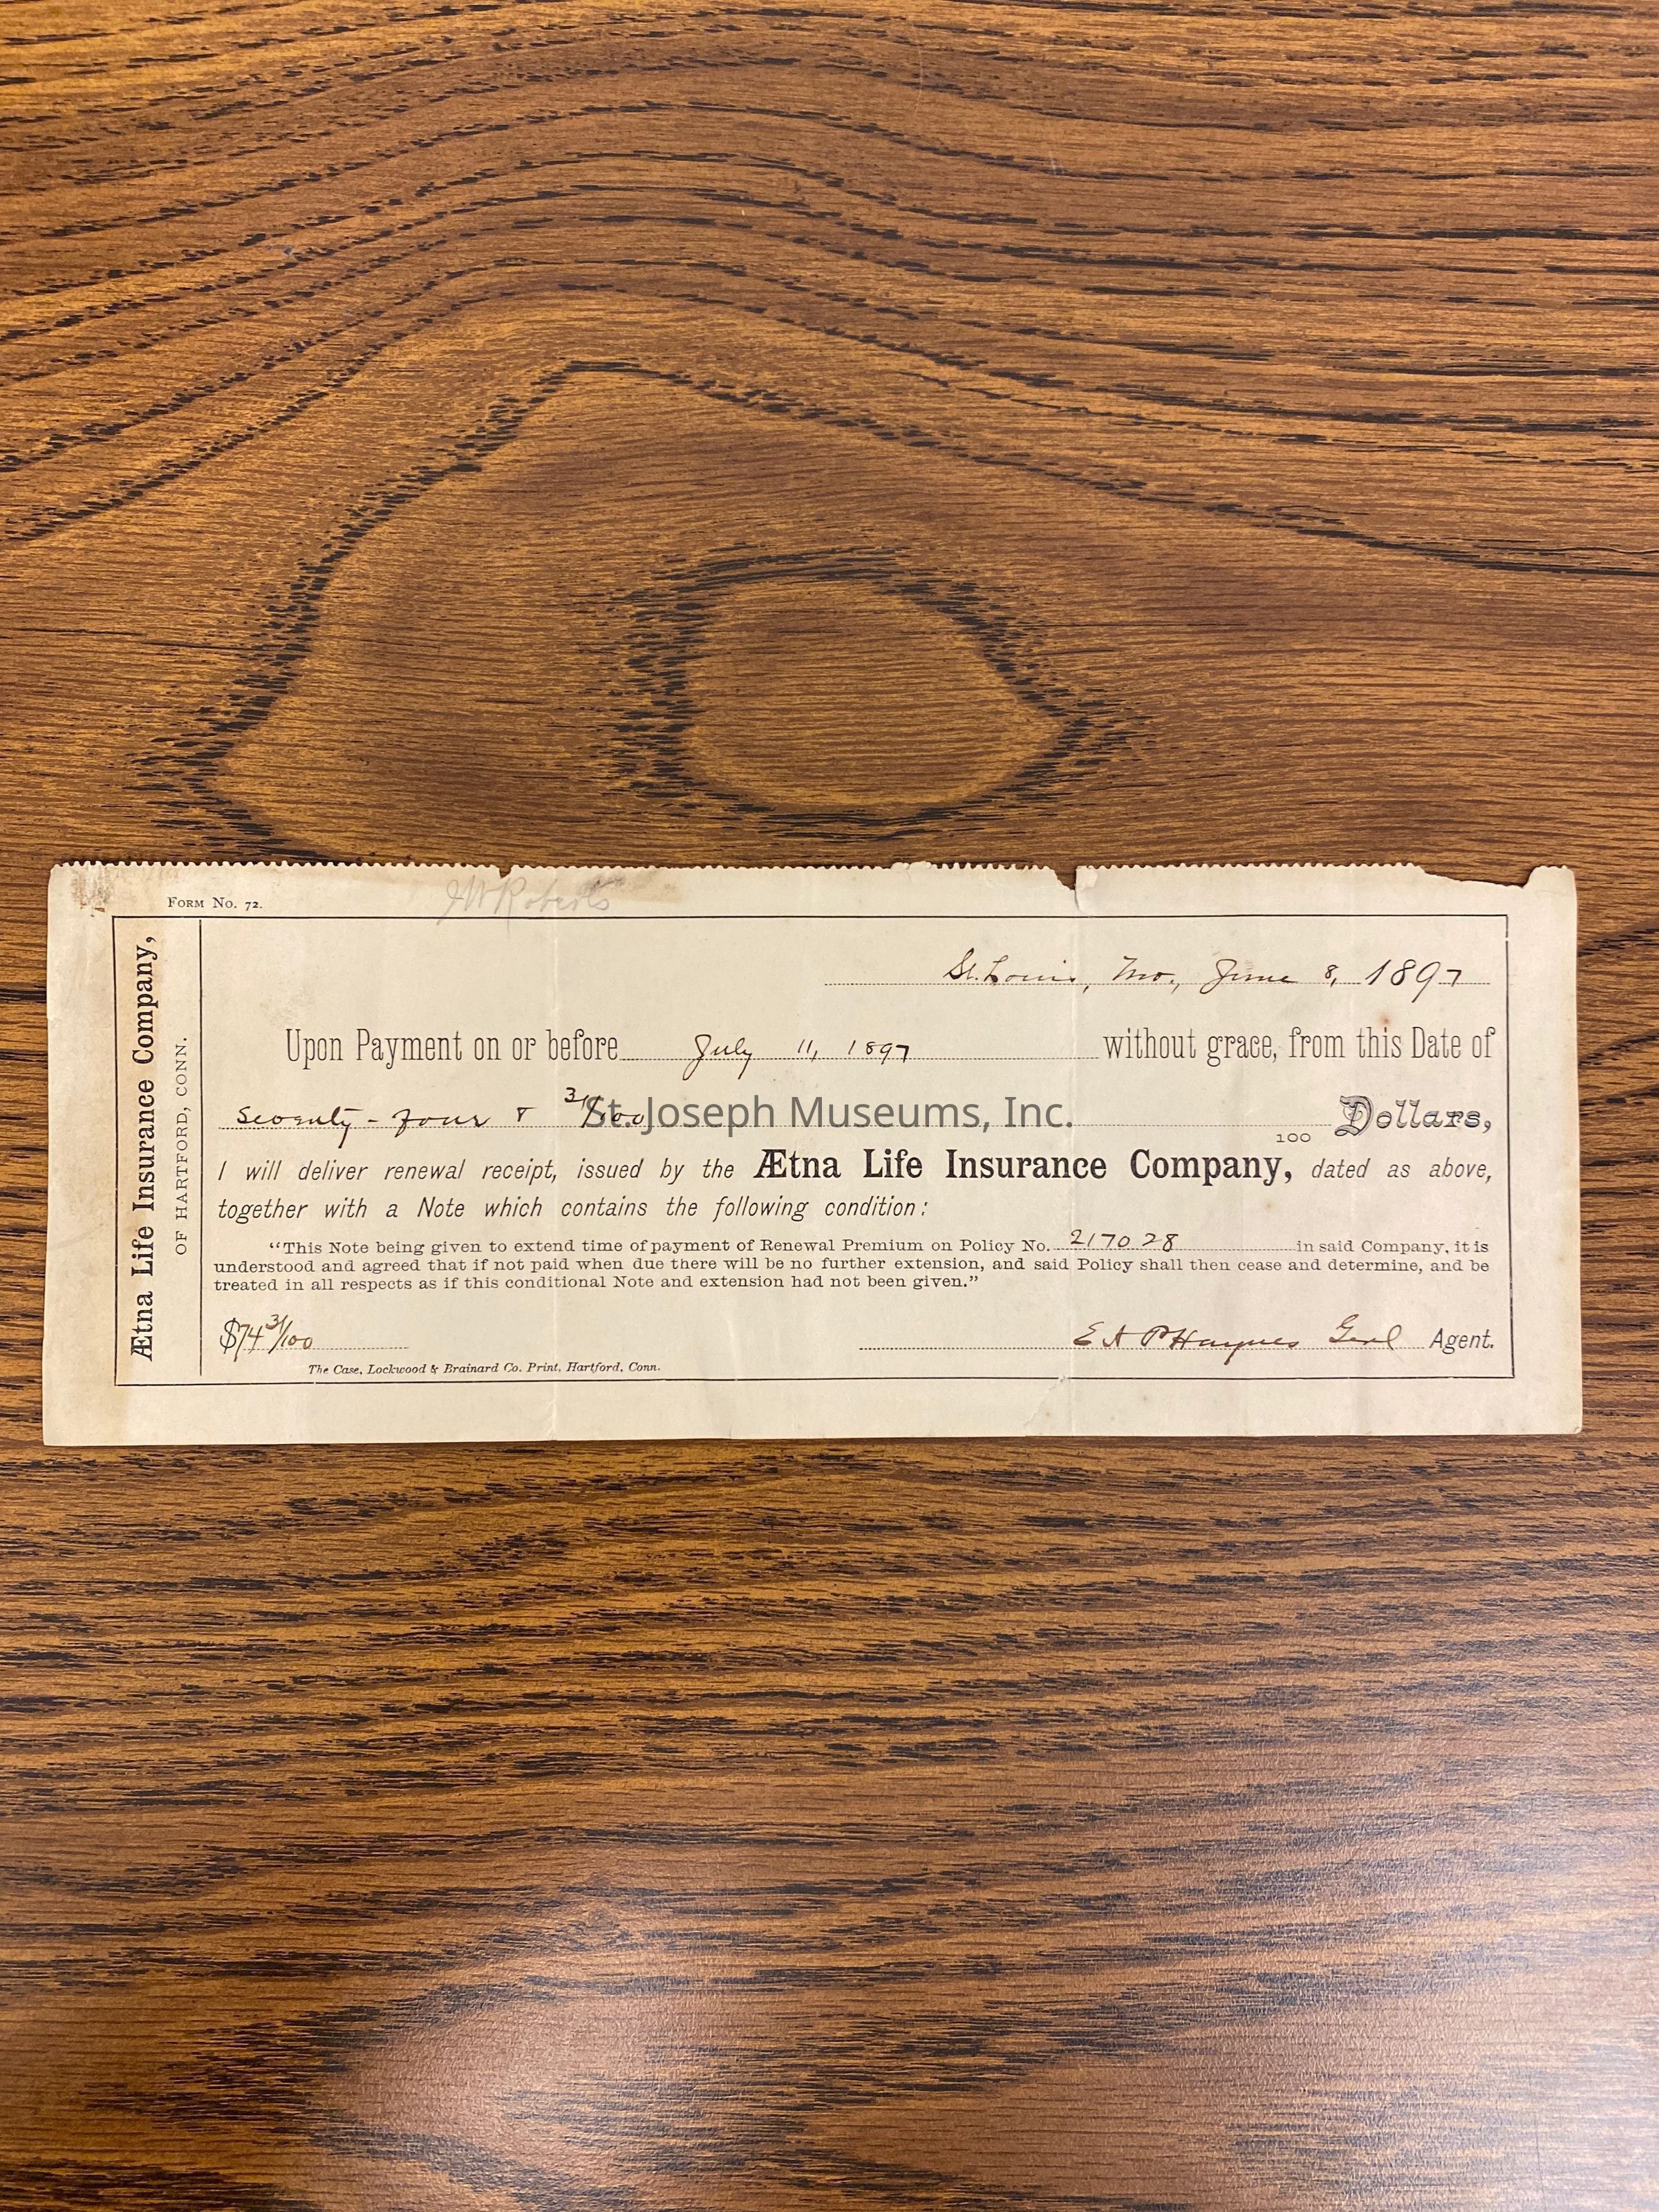 Form No. 72.
J W Roberts
Ætna Life Insurance Company,
OF HARTFORD, CONN.
St. Louis, Mo., June 8, 1897
Upon Payment on or before July 11, 1897 without grace, from this Date of
Seventy-four & 31/100 100 Dollars,
St. Joseph Museums, Inc.
I will deliver renewal receipt, issued by the Ætna Life Insurance Company, dated as above,
together with a Note which contains the following condition:
“This Note being given to extend time of payment of Renewal Premium on Policy No. 217028 in said Company, it is
understood and agreed that if not paid when due there will be no further extension, and said Policy shall then cease and determine, and be
treated in all respects as if this conditional Note and extension had not been given.”
$74 31/100
E A P Haynes Genl Agent.
The Case, Lockwood & Brainard Co. Print, Hartford, Conn.